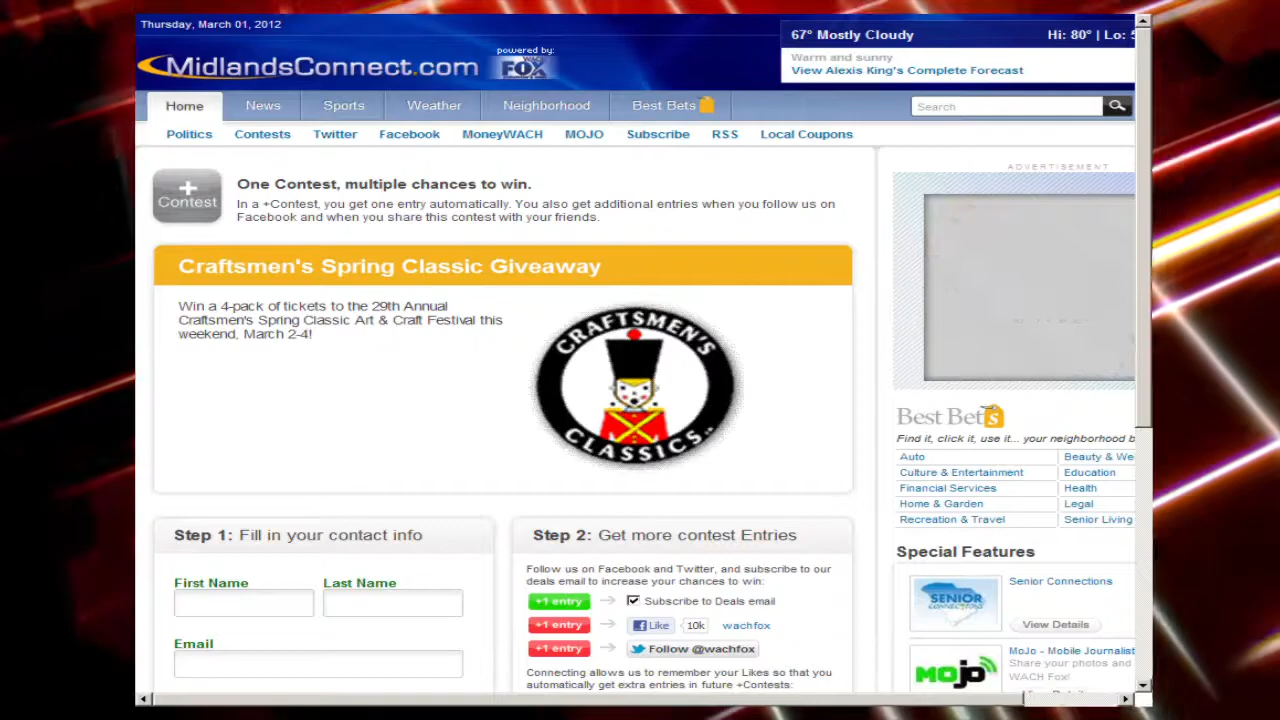 Thursday, March 01, 2012
67° Mostly Cloudy
Hi: 80° | Lo:
Warm and sunny
View Alexis King's Complete Forecast
MidlandsConnect.com
powered by:
WACH
FOX
Home
News
Sports
Weather
Neighborhood
Best Bets
Search
Politics
Contests
Twitter
Facebook
MoneyWACH
MOJO
Subscribe
RSS
Local Coupons
+
Contest
One Contest, multiple chances to win.
In a +Contest, you get one entry automatically. You also get additional entries when you follow us on
Facebook and when you share this contest with your friends.
ADVERTISEMENT
Craftsmen's Spring Classic Giveaway
Win a 4-pack of tickets to the 29th Annual
Craftsmen's Spring Classic Art & Craft Festival this
weekend, March 2-4!
CRAFTSMEN'S
CLASSICS
Best Bets
Find it, click it, use it... your neighborhood b
Auto
Beauty & We
Culture & Entertainment
Education
Financial Services
Health
Home & Garden
Legal
Recreation & Travel
Senior Living
Step 1: Fill in your contact info
First Name
Last Name
Email
Step 2: Get more contest Entries
Follow us on Facebook and Twitter, and subscribe to our
deals email to increase your chances to win:
+1 entry
Subscribe to Deals email
+1 entry
Like
10k
wachfox
+1 entry
Follow @wachfox
Connecting allows us to remember your Likes so that you
automatically get extra entries in future +Contests:
Special Features
SENIOR
CONNECTIONS
Senior Connections
View Details
MOJO
MoJo - Mobile Journalist
Share your photos and
WACH Fox!